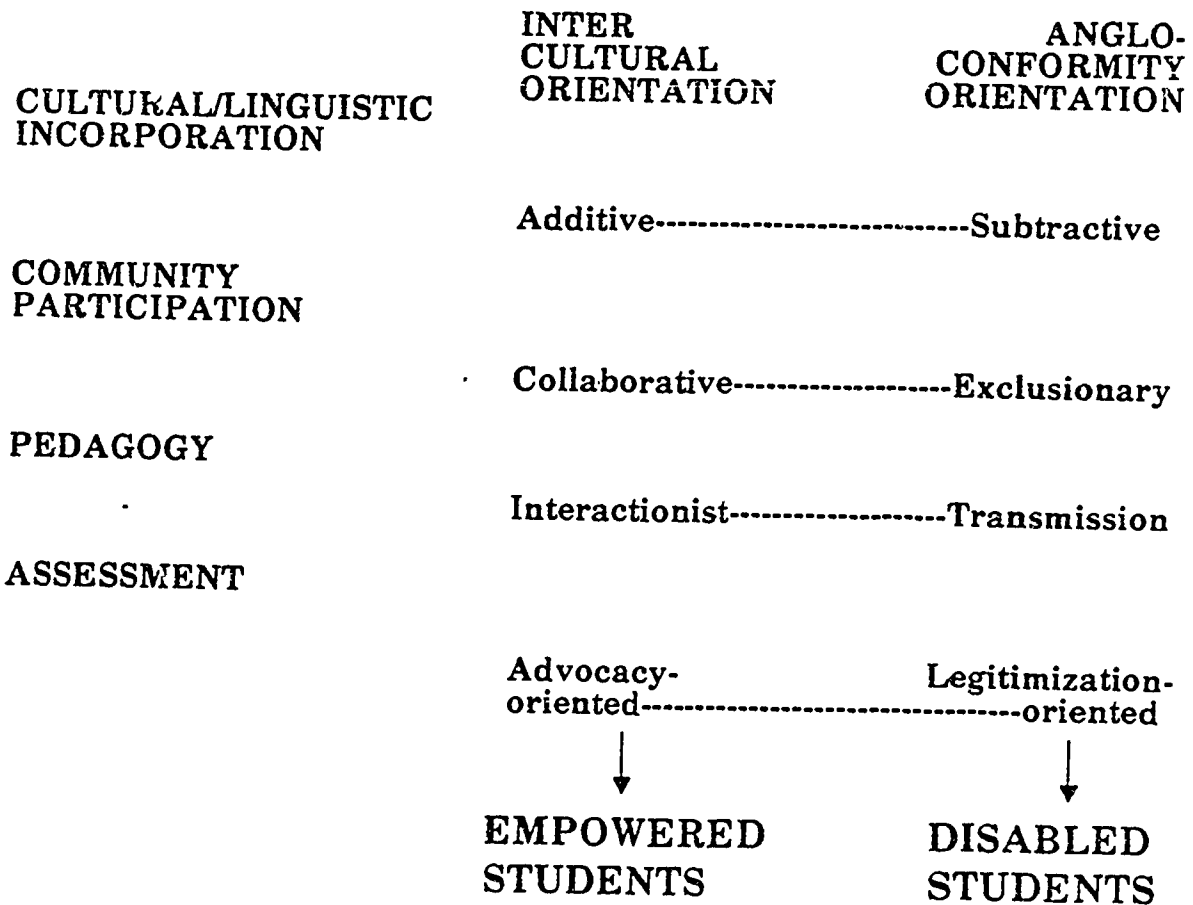 INTER
CULTURAL
ORIENTATION
ANGLO-
CONFORMITY
ORIENTATION
CULTURAL/LINGUISTIC
INCORPORATION
Additive-----------------------------Subtractive
COMMUNITY
PARTICIPATION
Collaborative--------------------Exclusionary
PEDAGOGY
Interactionist--------------------Transmission
ASSESSMENT
Advocacy-
oriented
Legitimization-
-----------------------------------oriented
EMPOWERED
STUDENTS
DISABLED
STUDENTS